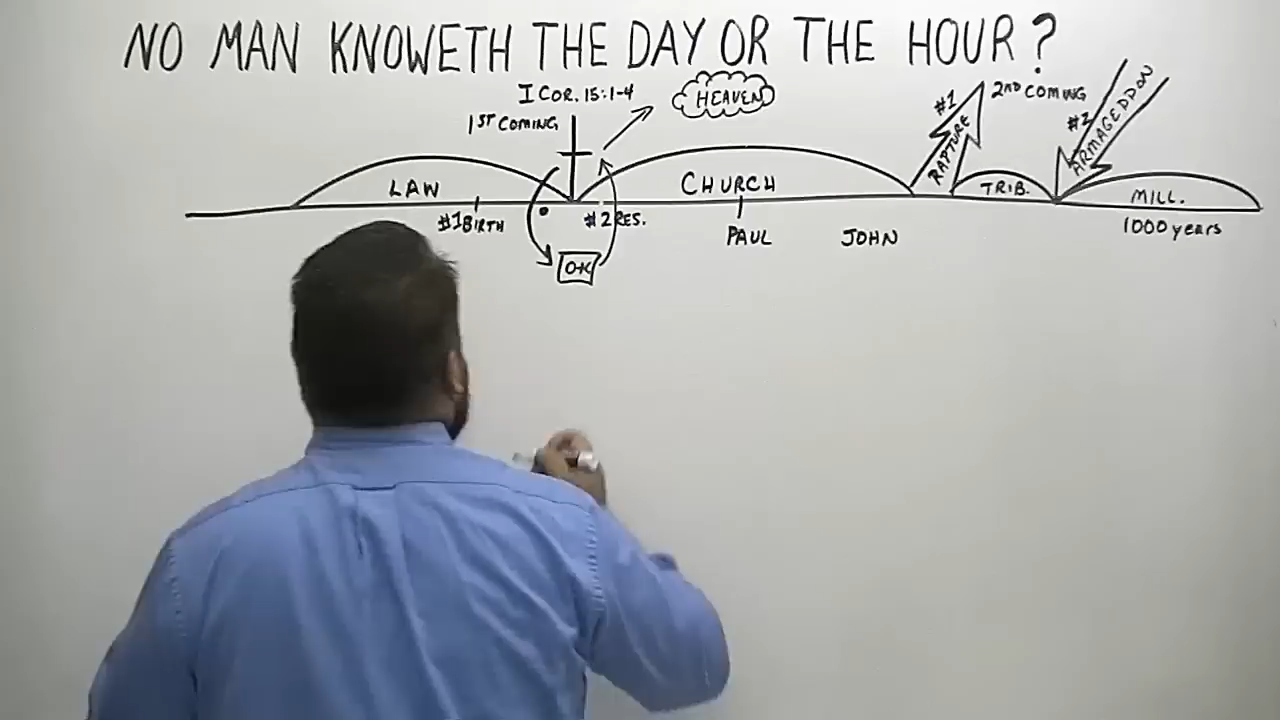 NO MAN KNOWETH THE DAY OR THE HOUR?
I COR. 15:1-4
HEAVEN
1ST COMING
#1 RAPTURE
2ND COMING
#2 ARMAGEDDON
LAW
CHURCH
TRIB.
MILL.
#1 BIRTH
#2 RES.
PAUL
JOHN
1000 years